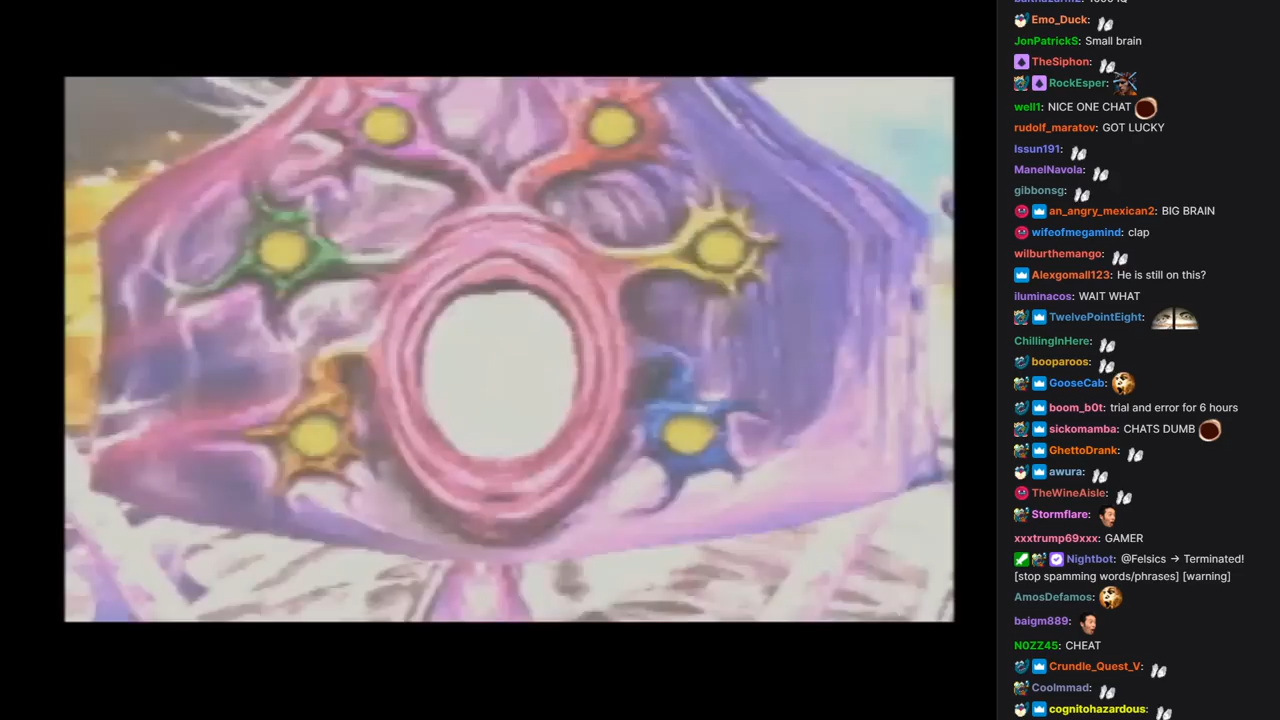 Emo_Duck:
JonPatrickS: Small brain
TheSiphon:
RockEsper:
well1: NICE ONE CHAT
rudolf_maratov: GOT LUCKY
Issun191:
ManelNavola:
gibbonsg:
an_angry_mexican2: BIG BRAIN
wifeofmegamind: clap
wilburthemango:
Alexgomall123: He is still on this?
iluminacos: WAIT WHAT
TwelvePointEight:
ChillingInHere:
booparoos:
GooseCab:
boom_b0t: trial and error for 6 hours
sickomamba: CHATS DUMB
GhettoDrank:
awura:
TheWineAisle:
Stormflare:
xxxtrump69xxx: GAMER
Nightbot: @Felsics → Terminated!
[stop spamming words/phrases] [warning]
AmosDefamos:
baigm889:
N0ZZ45: CHEAT
Crundle_Quest_V:
Coolmmad:
cognitohazardous: